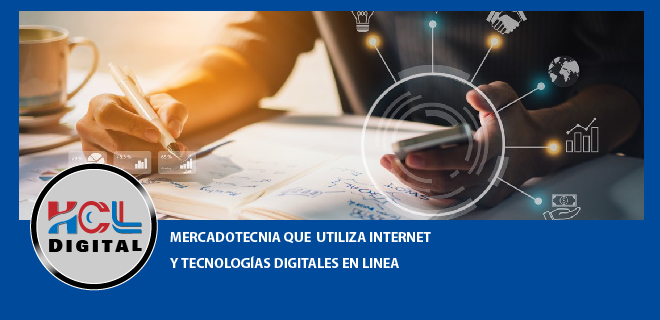 HCL
DIGITAL
MERCADOTECNIA QUE UTILIZA INTERNET
Y TECNOLOGÍAS DIGITALES EN LINEA